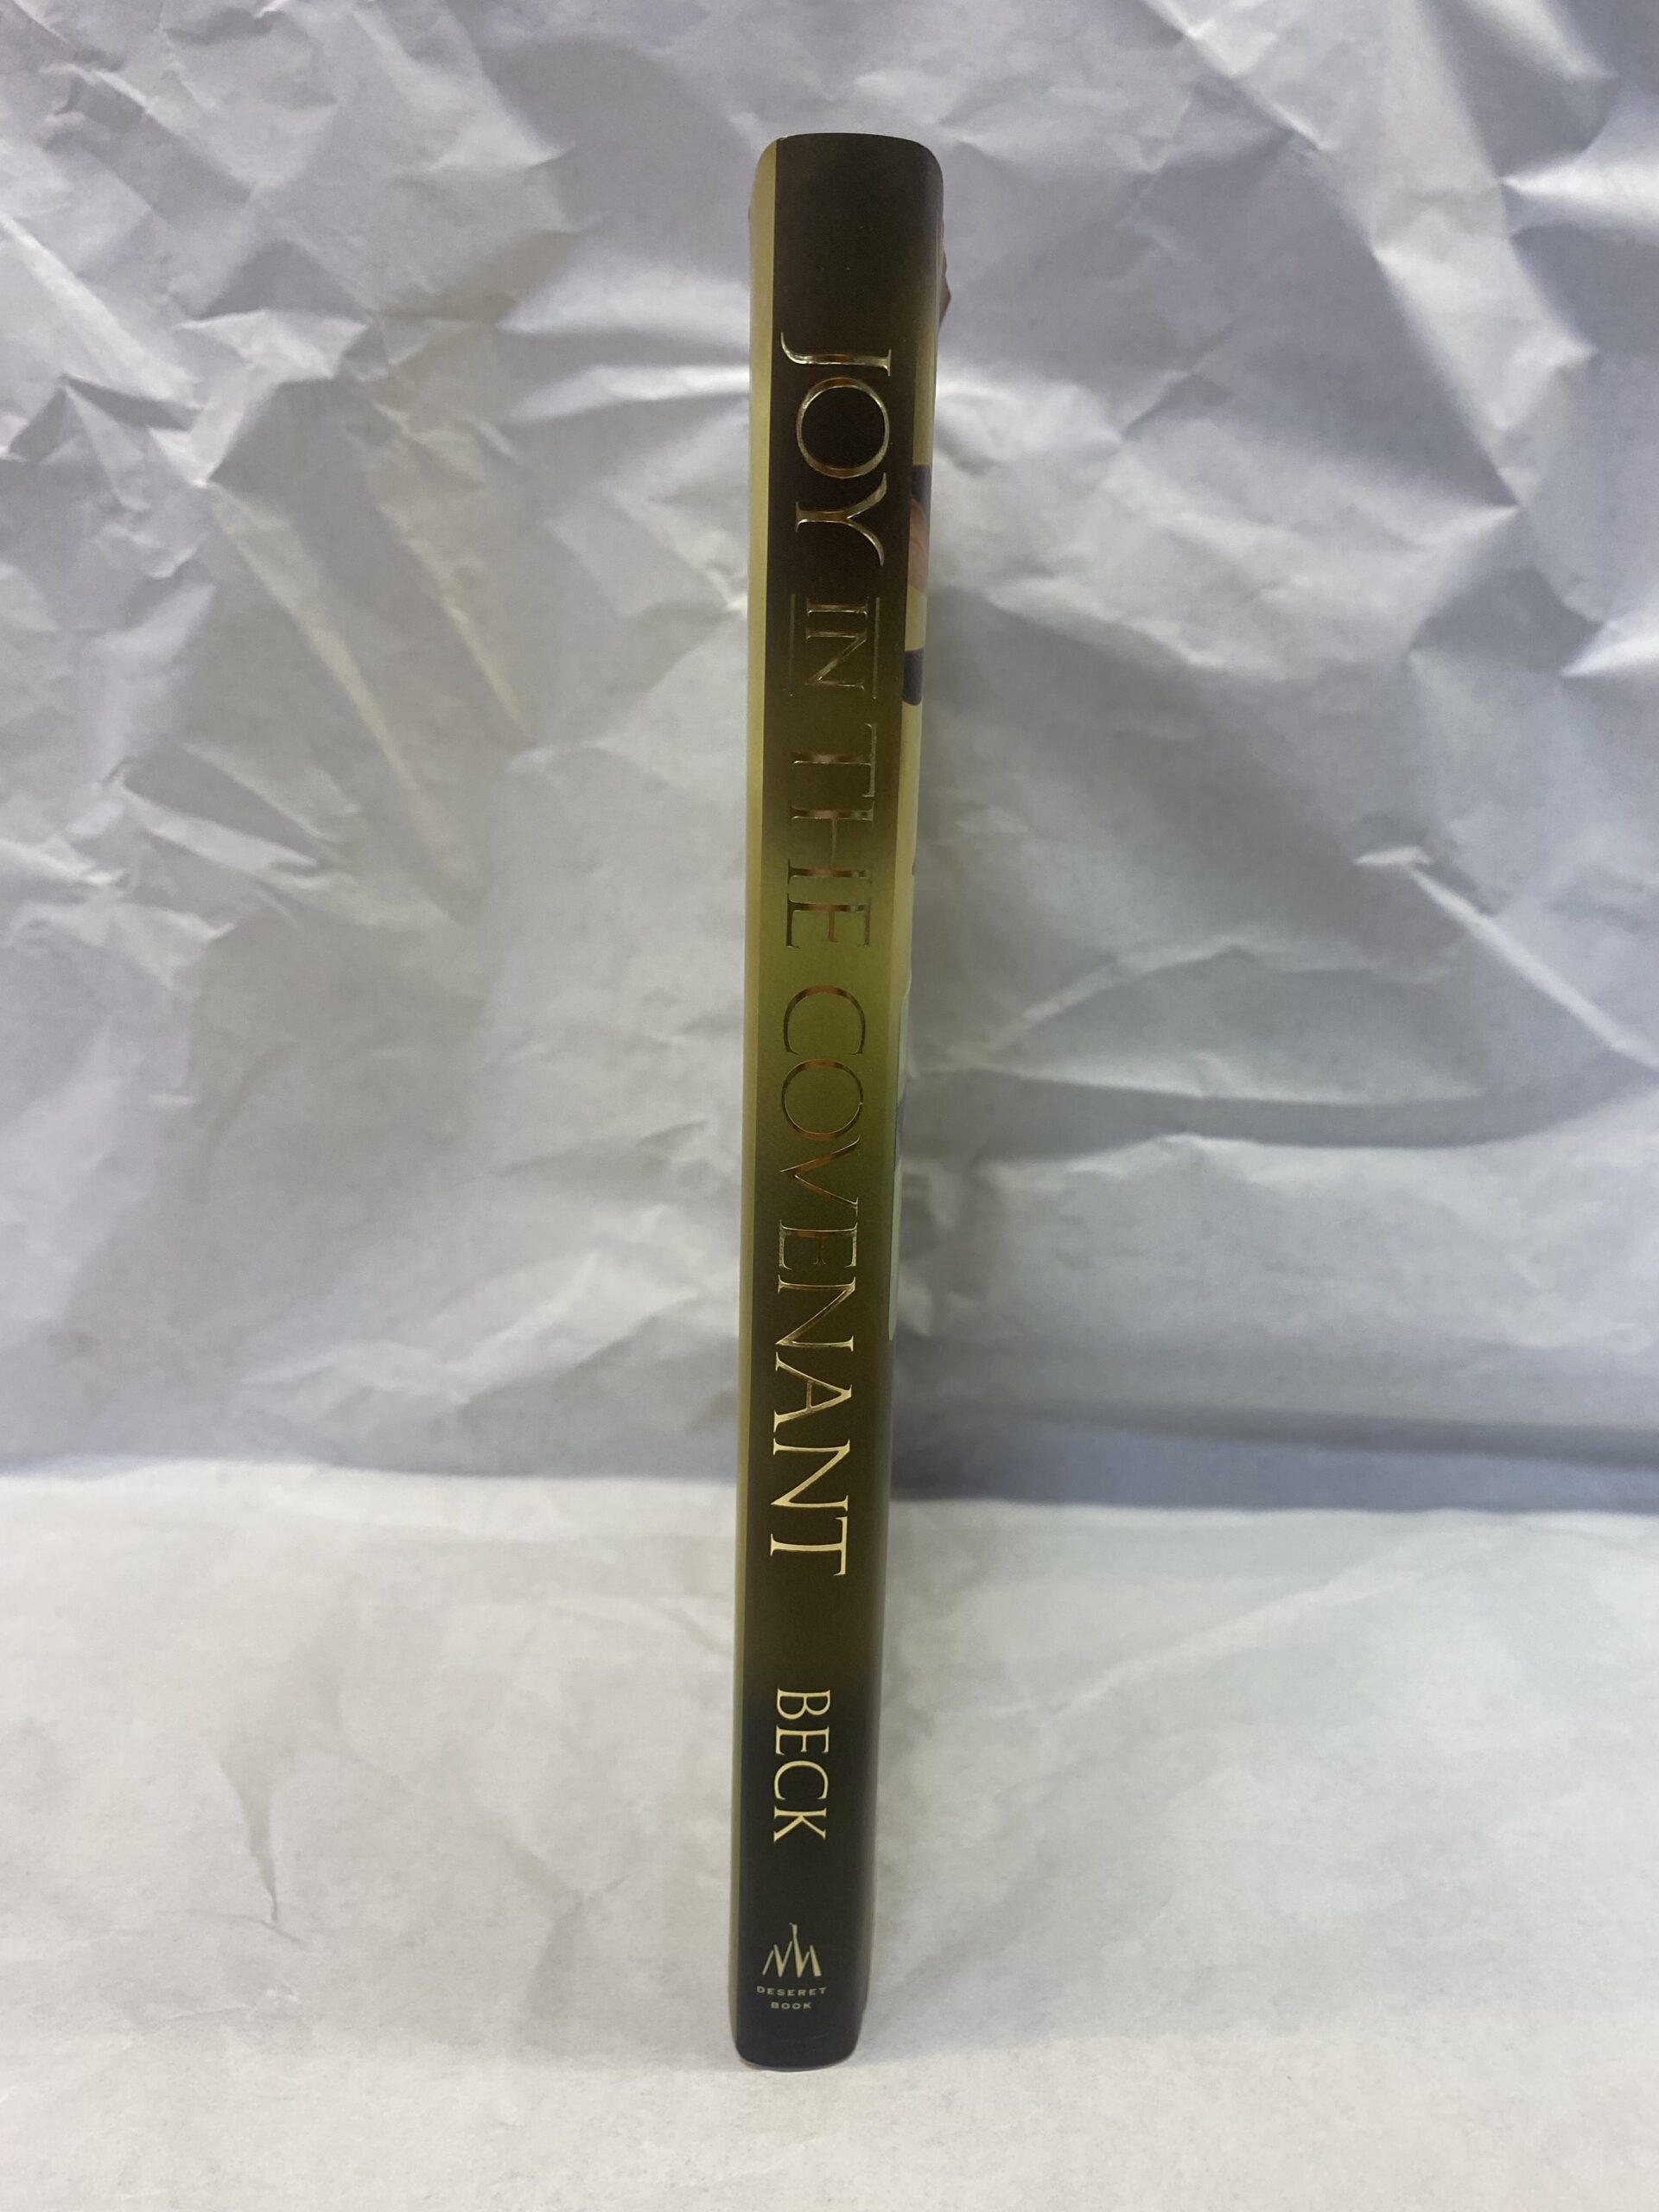 JOY IN THE COVENANT
BECK
DESERET
BOOK